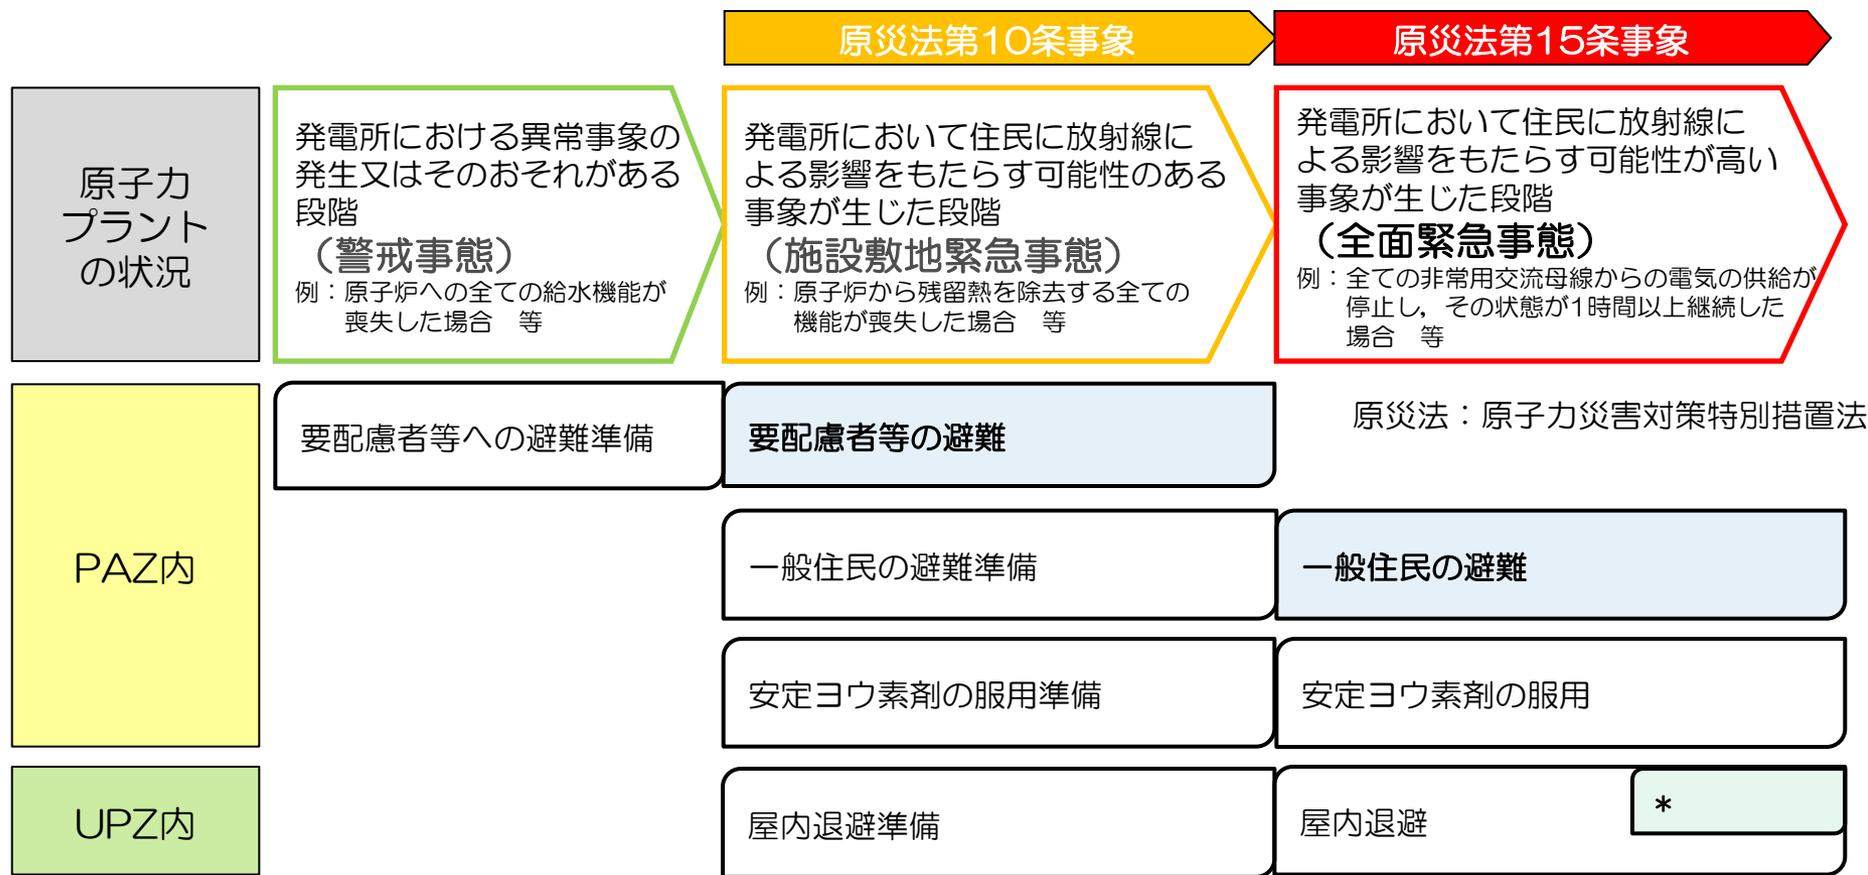 原災法第10条事象
原災法第15条事象
原子力
プラント
の状況
発電所における異常事象の
発生又はそのおそれがある
段階
（警戒事態）
例：原子炉への全ての給水機能が
喪失した場合　等
発電所において住民に放射線に
よる影響をもたらす可能性のある
事象が生じた段階
（施設敷地緊急事態）
例：原子炉から残留熱を除去する全ての
機能が喪失した場合　等
発電所において住民に放射線に
よる影響をもたらす可能性が高い
事象が生じた段階
（全面緊急事態）
例：全ての非常用交流母線からの電気の供給が
停止し，その状態が1時間以上継続した
場合　等
原災法：原子力災害対策特別措置法
PAZ内
要配慮者等への避難準備
要配慮者等の避難
一般住民の避難準備
一般住民の避難
安定ヨウ素剤の服用準備
安定ヨウ素剤の服用
UPZ内
屋内退避準備
屋内退避
*